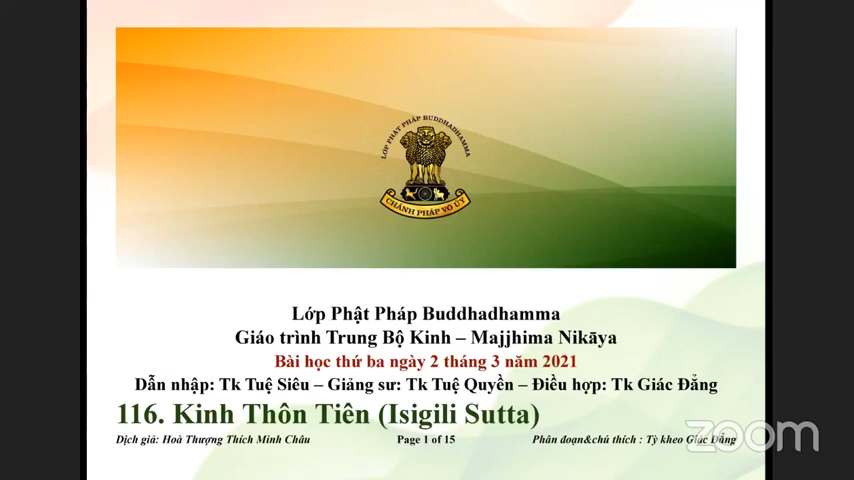 LỚP PHẬT PHÁP BUDDHADHAMMA
CHÁNH PHÁP VÔ ÚY
Lớp Phật Pháp Buddhadhamma
Giáo trình Trung Bộ Kinh – Majjhima Nikāya
Bài học thứ ba ngày 2 tháng 3 năm 2021
Dẫn nhập: Tk Tuệ Siêu – Giảng sư: Tk Tuệ Quyền – Điều hợp: Tk Giác Đẳng
116. Kinh Thôn Tiên (Isigili Sutta)
Dịch giả: Hoà Thượng Thích Minh Châu Page 1 of 15 Phân đoạn&chú thích : Tỳ kheo Giác Đẳng
zoom